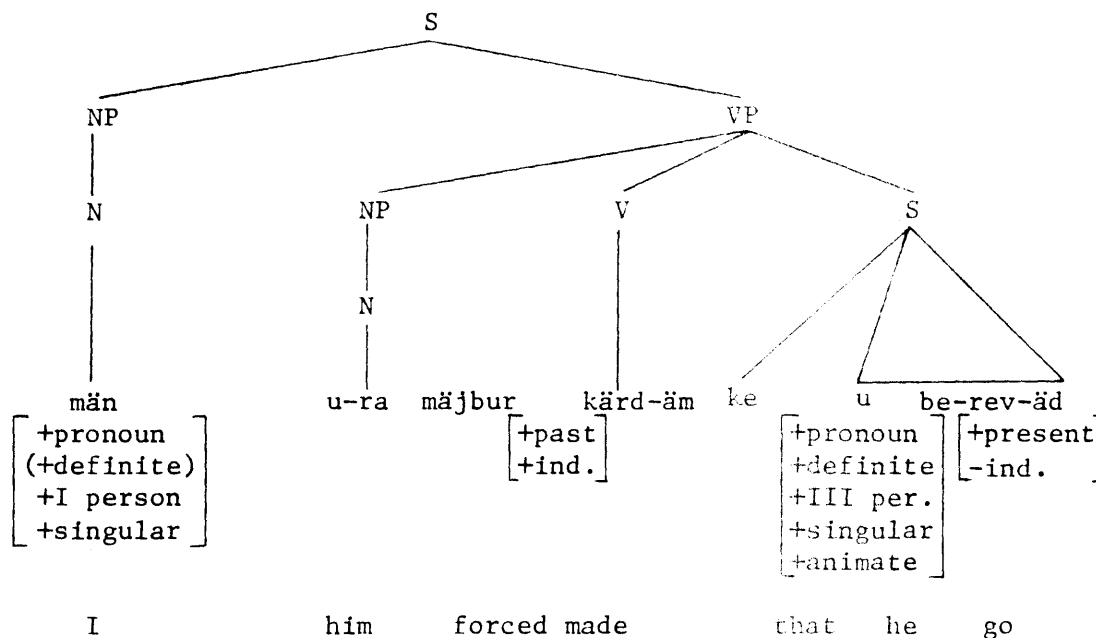 S
NP VP
N NP V S
N
män u-ra mäjbur kärd-äm ke u be-rev-äd
+pronoun +past +pronoun +present
(+definite) +ind. +definite -ind.
+I person +III per.
+singular +singular
+animate
I him forced made that he go